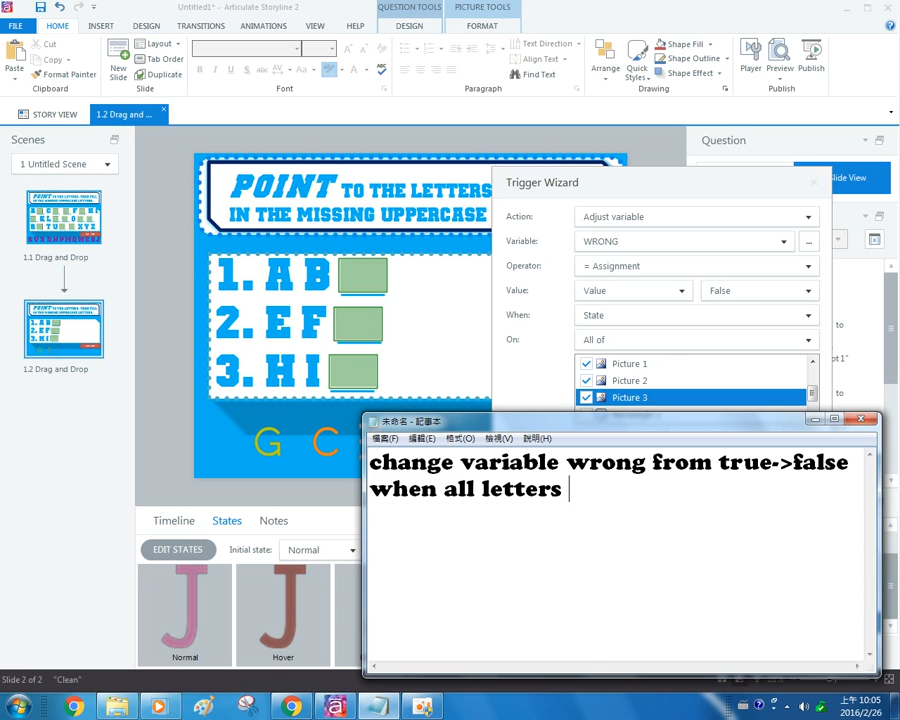 Untitled1* - Articulate Storyline 2
QUESTION TOOLS
PICTURE TOOLS
FILE
HOME
INSERT
DESIGN
TRANSITIONS
ANIMATIONS
VIEW
HELP
DESIGN
FORMAT
Paste
Cut
Copy
Format Painter
Clipboard
New Slide
Layout
Tab Order
Duplicate
Slide
Font
Text Direction
Align Text
Find Text
Paragraph
Arrange
Quick Styles
Shape Fill
Shape Outline
Shape Effect
Drawing
Player
Preview
Publish
Publish
STORY VIEW
1.2 Drag and ...
Scenes
1 Untitled Scene
1.1 Drag and Drop
1.2 Drag and Drop
POINT TO THE LETTERS
IN THE MISSING UPPERCASE
1. A B
2. E F
3. H I
G C
Question
Slide View
Trigger Wizard
Action: Adjust variable
Variable: WRONG ...
Operator: = Assignment
Value: Value False
When: State
On: All of
Picture 1
Picture 2
Picture 3
未命名 - 記事本
檔案(F) 編輯(E) 格式(O) 檢視(V) 說明(H)
change variable wrong from true->false
when all letters
Timeline
States
Notes
EDIT STATES
Initial state: Normal
J
Normal
J
Hover
Slide 2 of 2
"Clean"
上午 10:05
2016/2/26